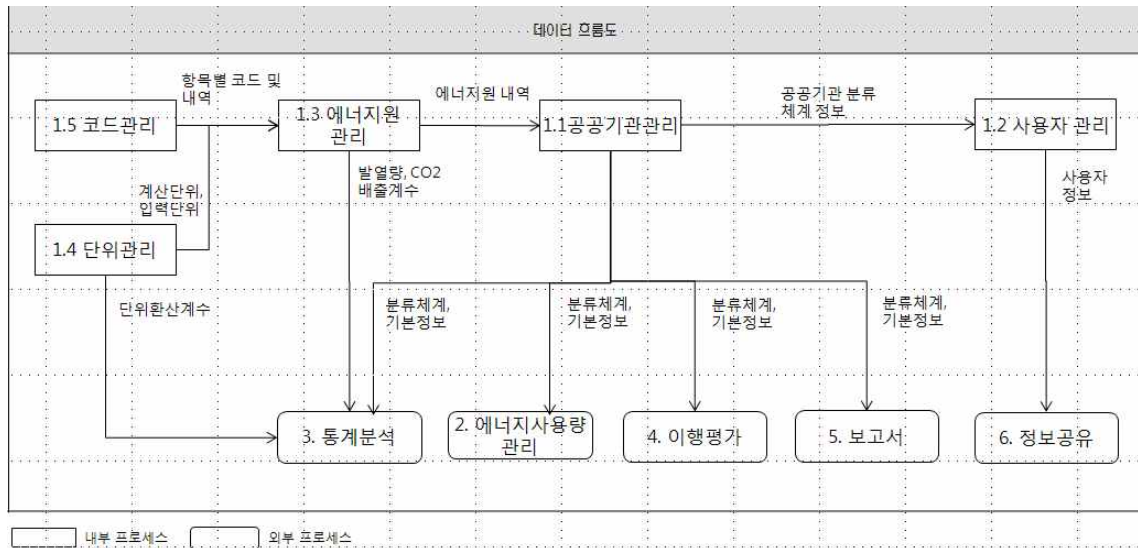 데이터 흐름도
항목별 코드 및
내역
에너지원 내역
공공기관 분류
체계 정보
1.5 코드관리
1.3 에너지원
관리
1.1공공기관관리
1.2 사용자 관리
발열량, CO2
배출계수
사용자
정보
계산단위,
입력단위
1.4 단위관리
단위환산계수
분류체계,
기본정보
분류체계,
기본정보
분류체계,
기본정보
분류체계,
기본정보
3. 통계분석
2. 에너지사용량
관리
4. 이행평가
5. 보고서
6. 정보공유
내부 프로세스
외부 프로세스